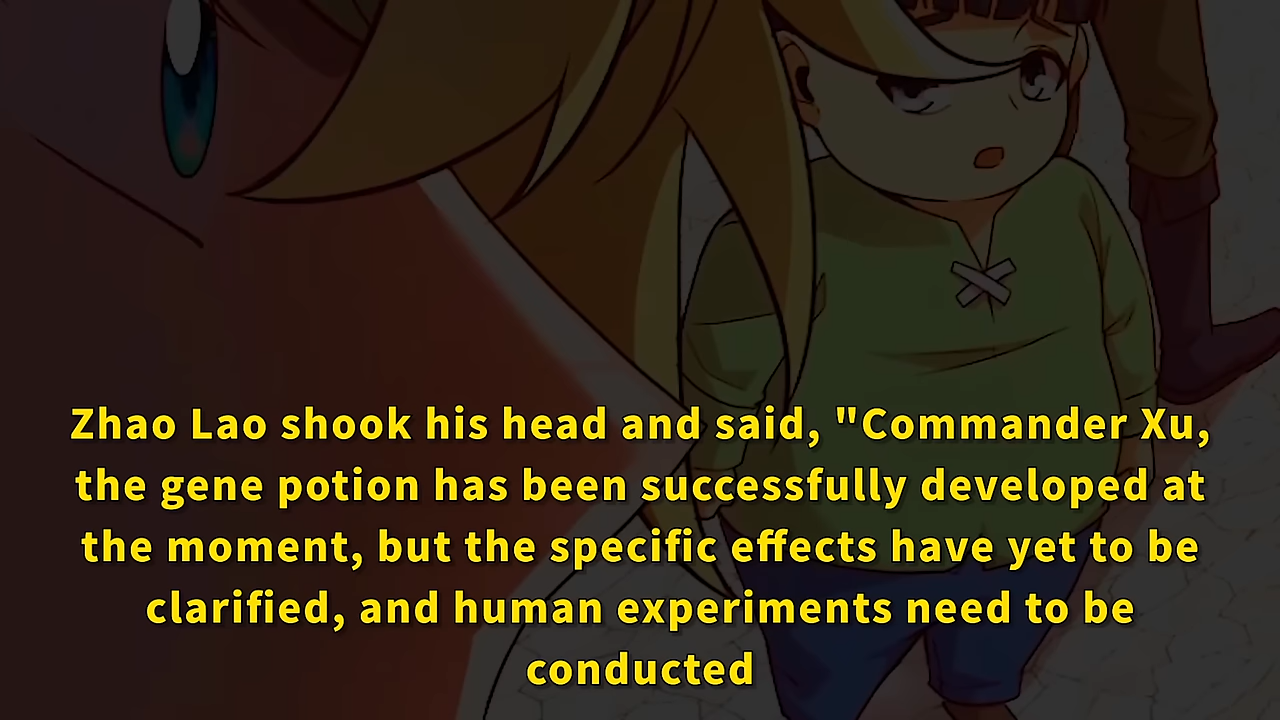 Zhao Lao shook his head and said, "Commander Xu,
the gene potion has been successfully developed at
the moment, but the specific effects have yet to be
clarified, and human experiments need to be
conducted